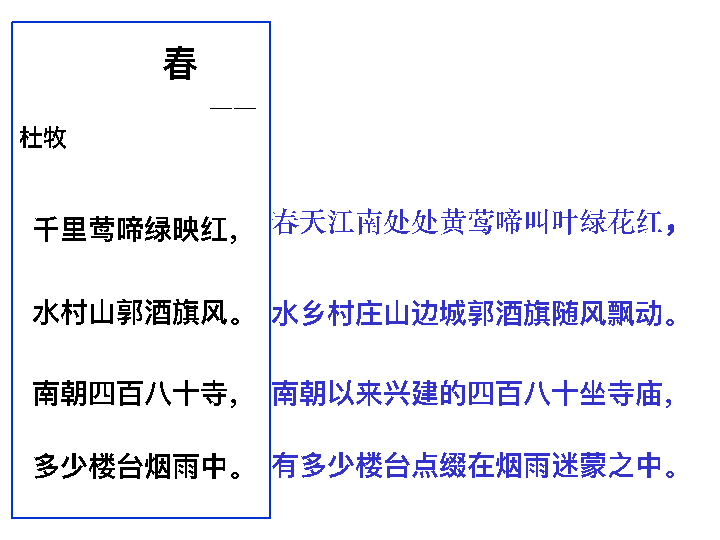 春
——
杜牧
千里莺啼绿映红，
春天江南处处黄莺啼叫叶绿花红，
水村山郭酒旗风。
水乡村庄山边城郭酒旗随风飘动。
南朝四百八十寺，
南朝以来兴建的四百八十坐寺庙，
多少楼台烟雨中。
有多少楼台点缀在烟雨迷蒙之中。